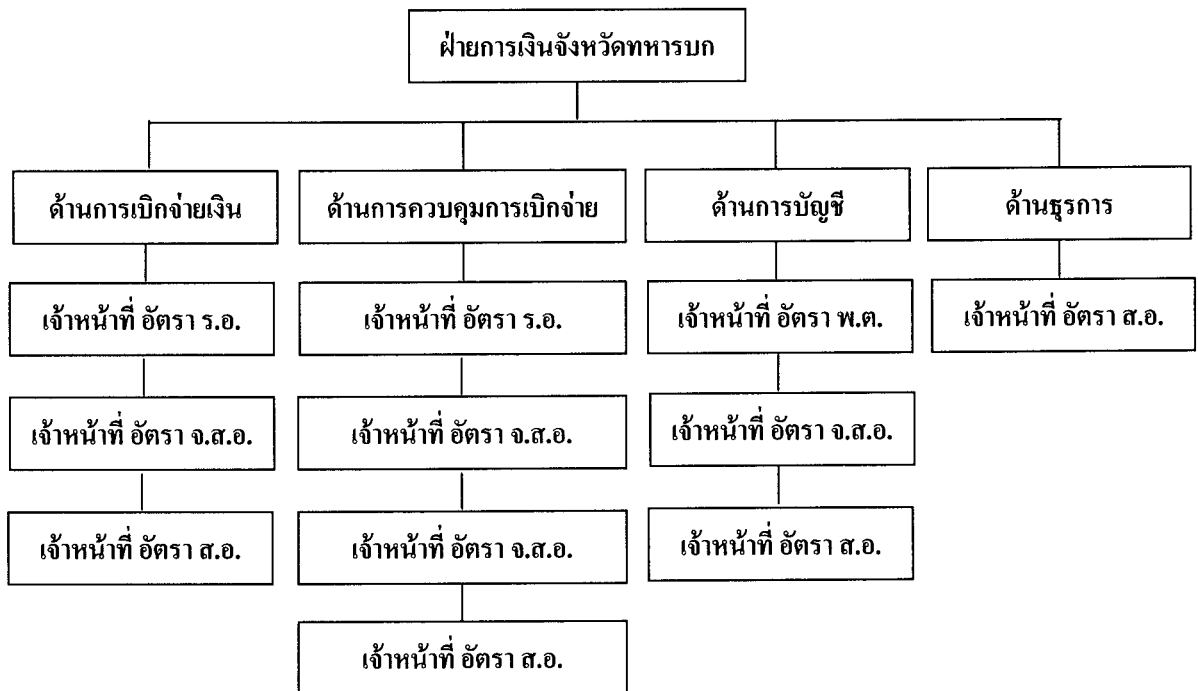 ฝ่ายการเงินจังหวัดทหารบก
ด้านการเบิกจ่ายเงิน
ด้านการควบคุมการเบิกจ่าย
ด้านการบัญชี
ด้านธุรการ
เจ้าหน้าที่ อัตรา ร.อ.
เจ้าหน้าที่ อัตรา ร.อ.
เจ้าหน้าที่ อัตรา พ.ต.
เจ้าหน้าที่ อัตรา ส.อ.
เจ้าหน้าที่ อัตรา จ.ส.อ.
เจ้าหน้าที่ อัตรา จ.ส.อ.
เจ้าหน้าที่ อัตรา จ.ส.อ.
เจ้าหน้าที่ อัตรา ส.อ.
เจ้าหน้าที่ อัตรา จ.ส.อ.
เจ้าหน้าที่ อัตรา ส.อ.
เจ้าหน้าที่ อัตรา ส.อ.